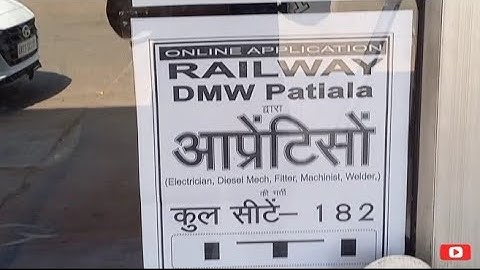 ONLINE APPLICATION
RAILWAY
DMW Patiala
द्वारा
आप्रेंटिसों
(Electrician, Diesel Mech, Fitter, Machinist, Welder,)
की भर्ती
कुल सीटें- 182